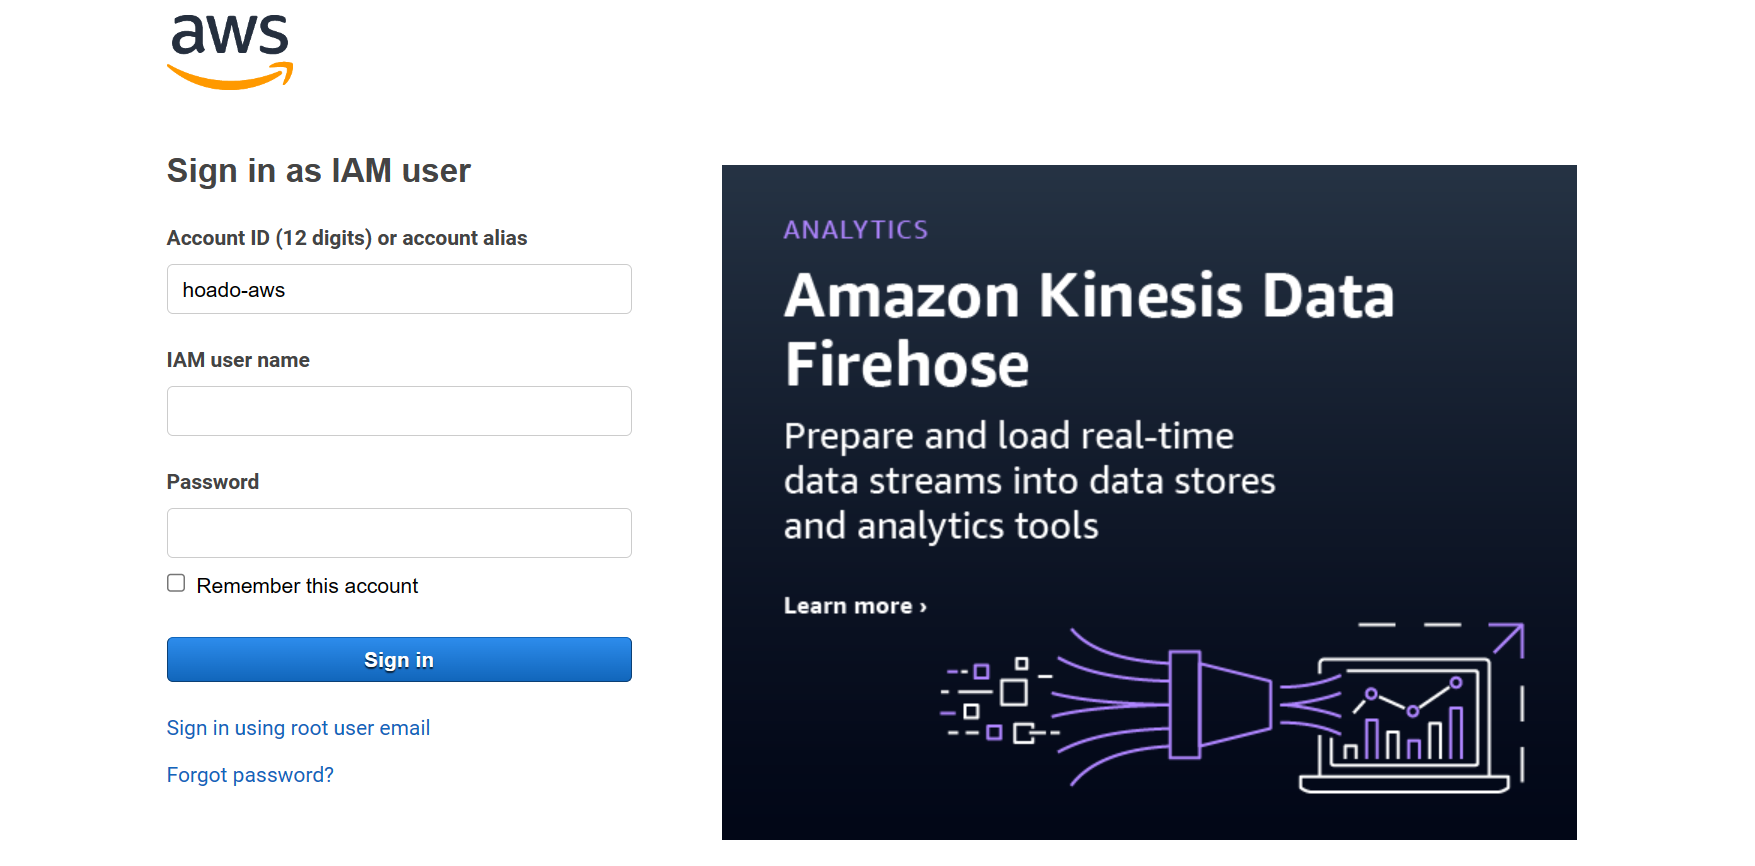 aws
Sign in as IAM user
Account ID (12 digits) or account alias
hoado-aws
IAM user name
Password
Remember this account
Sign in
Sign in using root user email
Forgot password?
ANALYTICS
Amazon Kinesis Data
Firehose
Prepare and load real-time
data streams into data stores
and analytics tools
Learn more ›